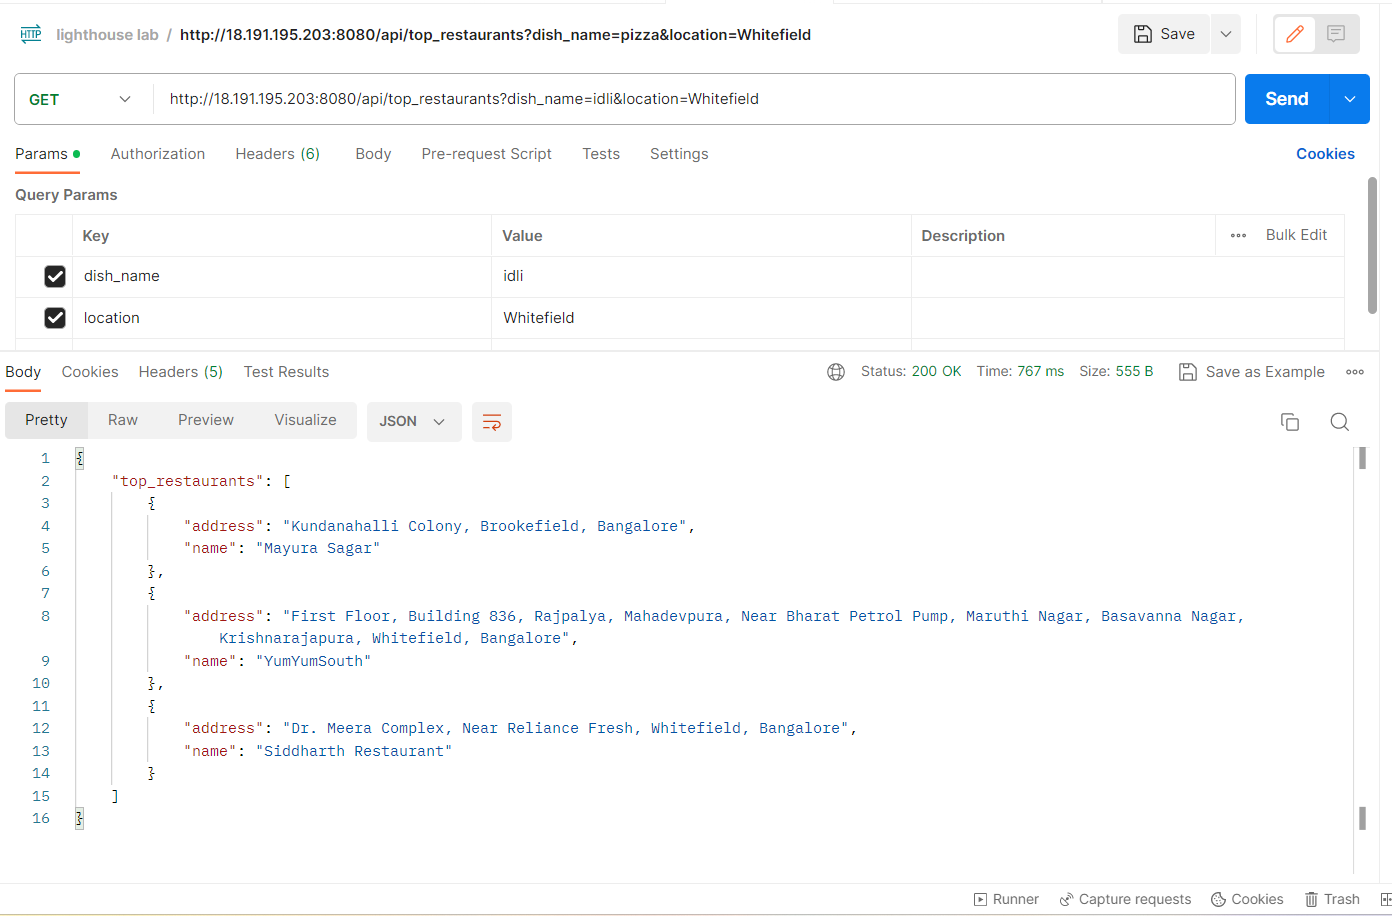 HTTP lighthouse lab / http://18.191.195.203:8080/api/top_restaurants?dish_name=pizza&location=Whitefield Save
GET http://18.191.195.203:8080/api/top_restaurants?dish_name=idli&location=Whitefield Send
Params Authorization Headers (6) Body Pre-request Script Tests Settings Cookies
Query Params
Key Value Description Bulk Edit
dish_name idli
location Whitefield
Body Cookies Headers (5) Test Results Status: 200 OK Time: 767 ms Size: 555 B Save as Example
Pretty Raw Preview Visualize JSON
1 {
2 "top_restaurants": [
3 {
4 "address": "Kundanahalli Colony, Brookefield, Bangalore",
5 "name": "Mayura Sagar"
6 },
7 {
8 "address": "First Floor, Building 836, Rajpalya, Mahadevpura, Near Bharat Petrol Pump, Maruthi Nagar, Basavanna Nagar,
Krishnarajapura, Whitefield, Bangalore",
9 "name": "YumYumSouth"
10 },
11 {
12 "address": "Dr. Meera Complex, Near Reliance Fresh, Whitefield, Bangalore",
13 "name": "Siddharth Restaurant"
14 }
15 ]
16 }
Runner Capture requests Cookies Trash